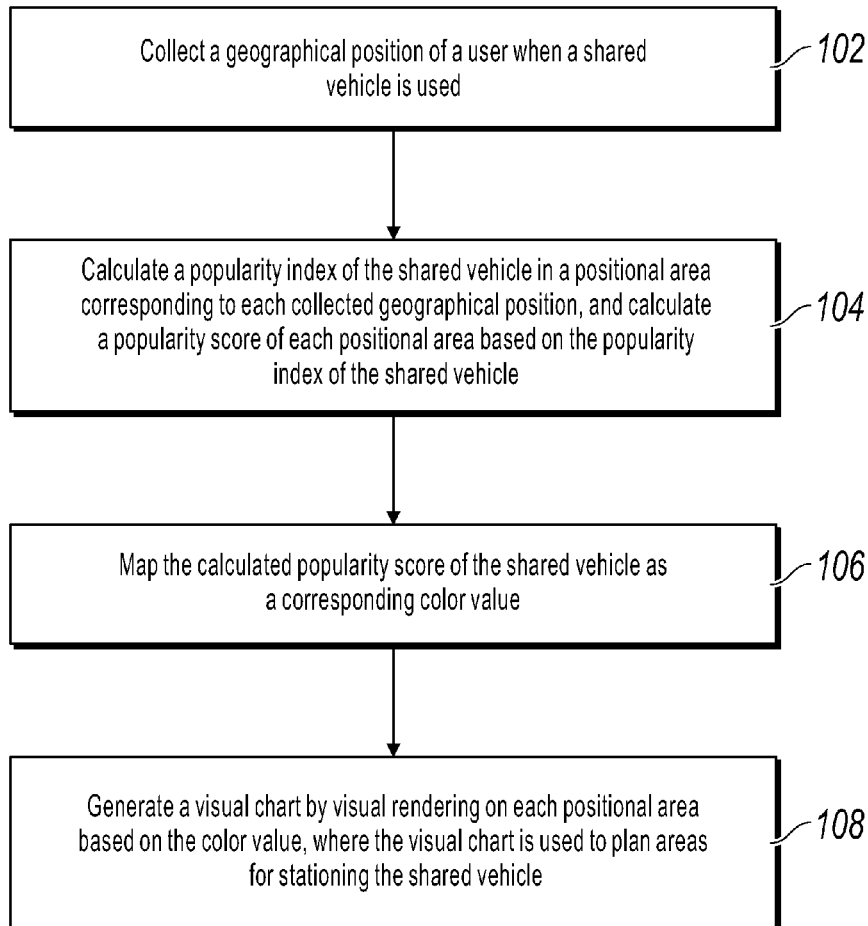 Collect a geographical position of a user when a shared
vehicle is used
102
Calculate a popularity index of the shared vehicle in a positional area
corresponding to each collected geographical position, and calculate
a popularity score of each positional area based on the popularity
index of the shared vehicle
104
Map the calculated popularity score of the shared vehicle as
a corresponding color value
106
Generate a visual chart by visual rendering on each positional area
based on the color value, where the visual chart is used to plan areas
for stationing the shared vehicle
108